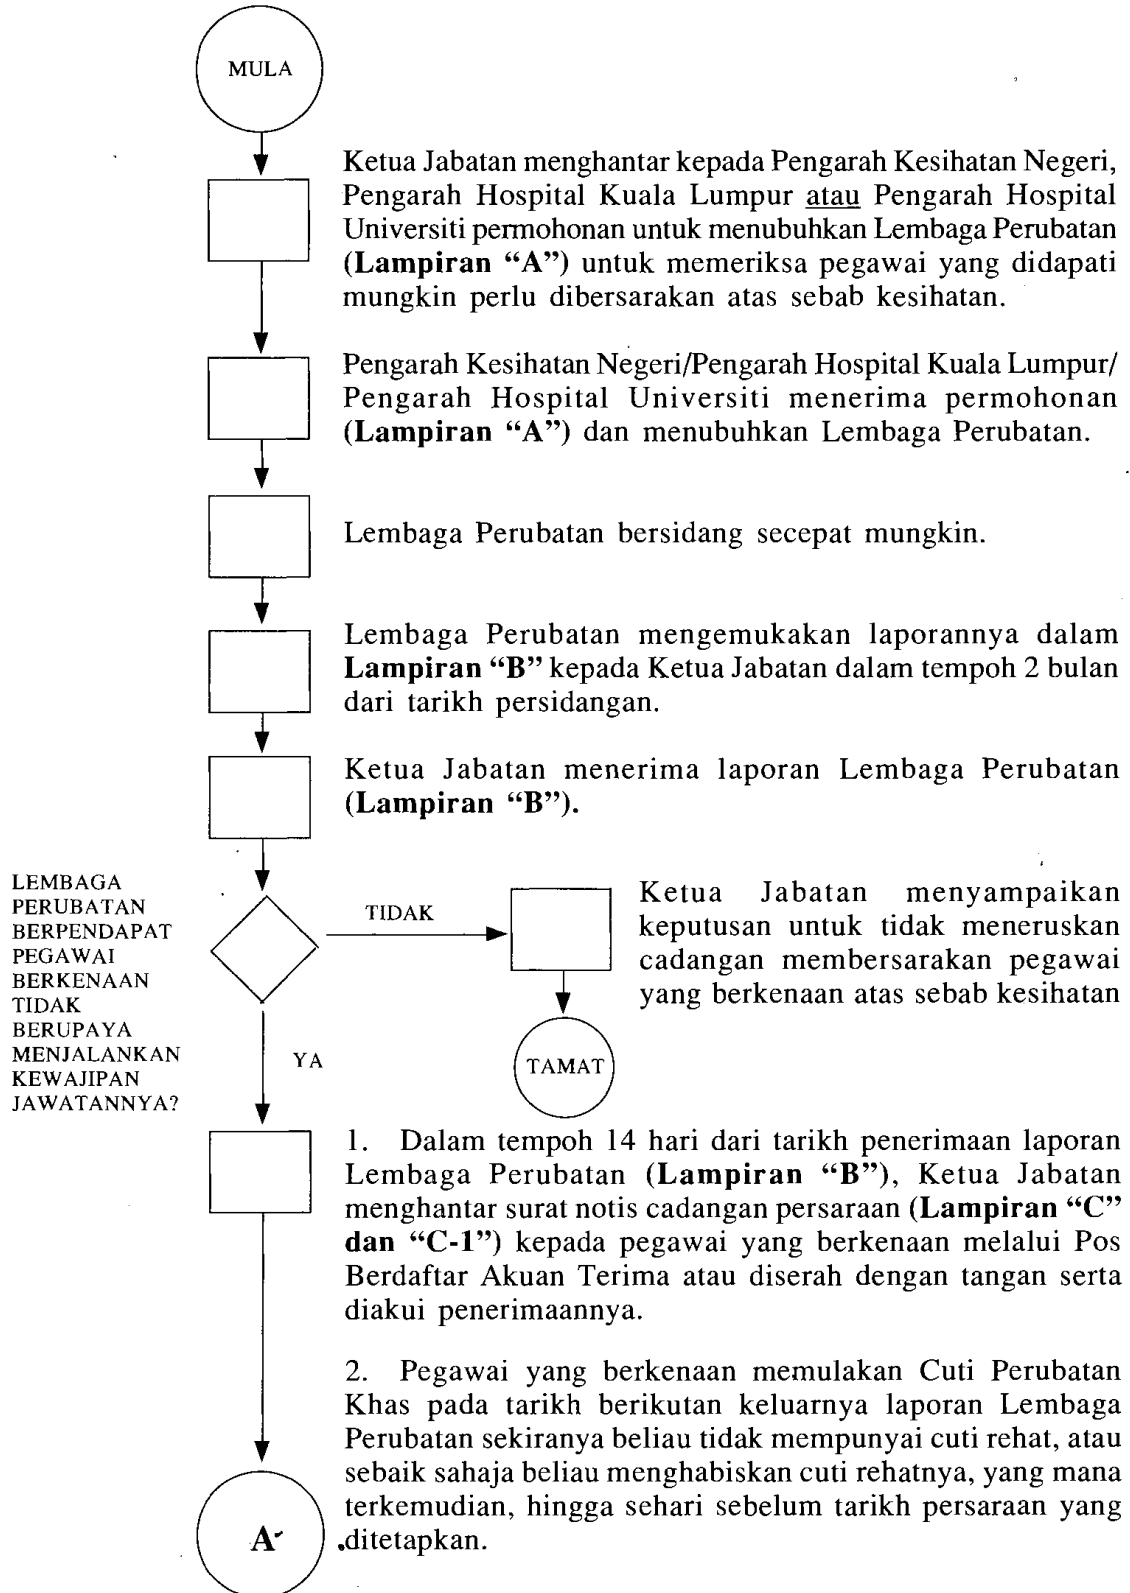 MULA
Ketua Jabatan menghantar kepada Pengarah Kesihatan Negeri,
Pengarah Hospital Kuala Lumpur atau Pengarah Hospital
Universiti permohonan untuk menubuhkan Lembaga Perubatan
(Lampiran “A”) untuk memeriksa pegawai yang didapati
mungkin perlu dibersarakan atas sebab kesihatan.
Pengarah Kesihatan Negeri/Pengarah Hospital Kuala Lumpur/
Pengarah Hospital Universiti menerima permohonan
(Lampiran “A”) dan menubuhkan Lembaga Perubatan.
Lembaga Perubatan bersidang secepat mungkin.
Lembaga Perubatan mengemukakan laporannya dalam
Lampiran “B” kepada Ketua Jabatan dalam tempoh 2 bulan
dari tarikh persidangan.
Ketua Jabatan menerima laporan Lembaga Perubatan
(Lampiran “B”).
LEMBAGA
PERUBATAN
BERPENDAPAT
PEGAWAI
BERKENAAN
TIDAK
BERUPAYA
MENJALANKAN
KEWAJIPAN
JAWATANNYA?
TIDAK
Ketua Jabatan menyampaikan
keputusan untuk tidak meneruskan
cadangan membersarakan pegawai
yang berkenaan atas sebab kesihatan
YA
TAMAT
1. Dalam tempoh 14 hari dari tarikh penerimaan laporan
Lembaga Perubatan (Lampiran “B”), Ketua Jabatan
menghantar surat notis cadangan persaraan (Lampiran “C”
dan “C-1”) kepada pegawai yang berkenaan melalui Pos
Berdaftar Akuan Terima atau diserah dengan tangan serta
diakui penerimaannya.
2. Pegawai yang berkenaan memulakan Cuti Perubatan
Khas pada tarikh berikutan keluarnya laporan Lembaga
Perubatan sekiranya beliau tidak mempunyai cuti rehat, atau
sebaik sahaja beliau menghabiskan cuti rehatnya, yang mana
terkemudian, hingga sehari sebelum tarikh persaraan yang
ditetapkan.
A